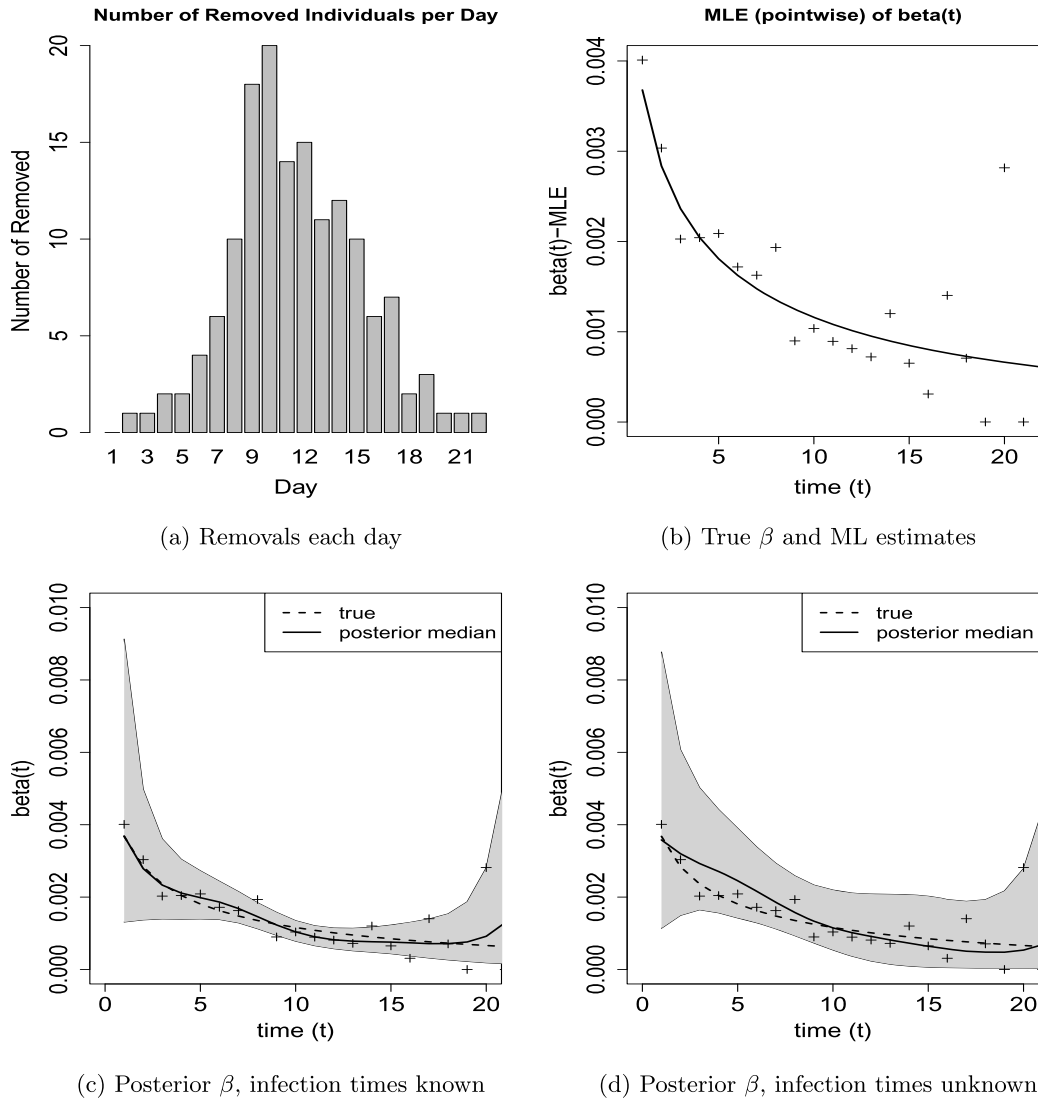 Number of Removed Individuals per Day
Number of Removed
0
5
10
15
20
1 3 5 7 9 12 15 18 21
Day
(a) Removals each day
MLE (pointwise) of beta(t)
beta(t)−MLE
0.000
0.001
0.002
0.003
0.004
5 10 15 20
time (t)
(b) True β and ML estimates
beta(t)
0.000
0.002
0.004
0.006
0.008
0.010
true
posterior median
0 5 10 15 20
time (t)
(c) Posterior β, infection times known
beta(t)
0.000
0.002
0.004
0.006
0.008
0.010
true
posterior median
0 5 10 15 20
time (t)
(d) Posterior β, infection times unknown